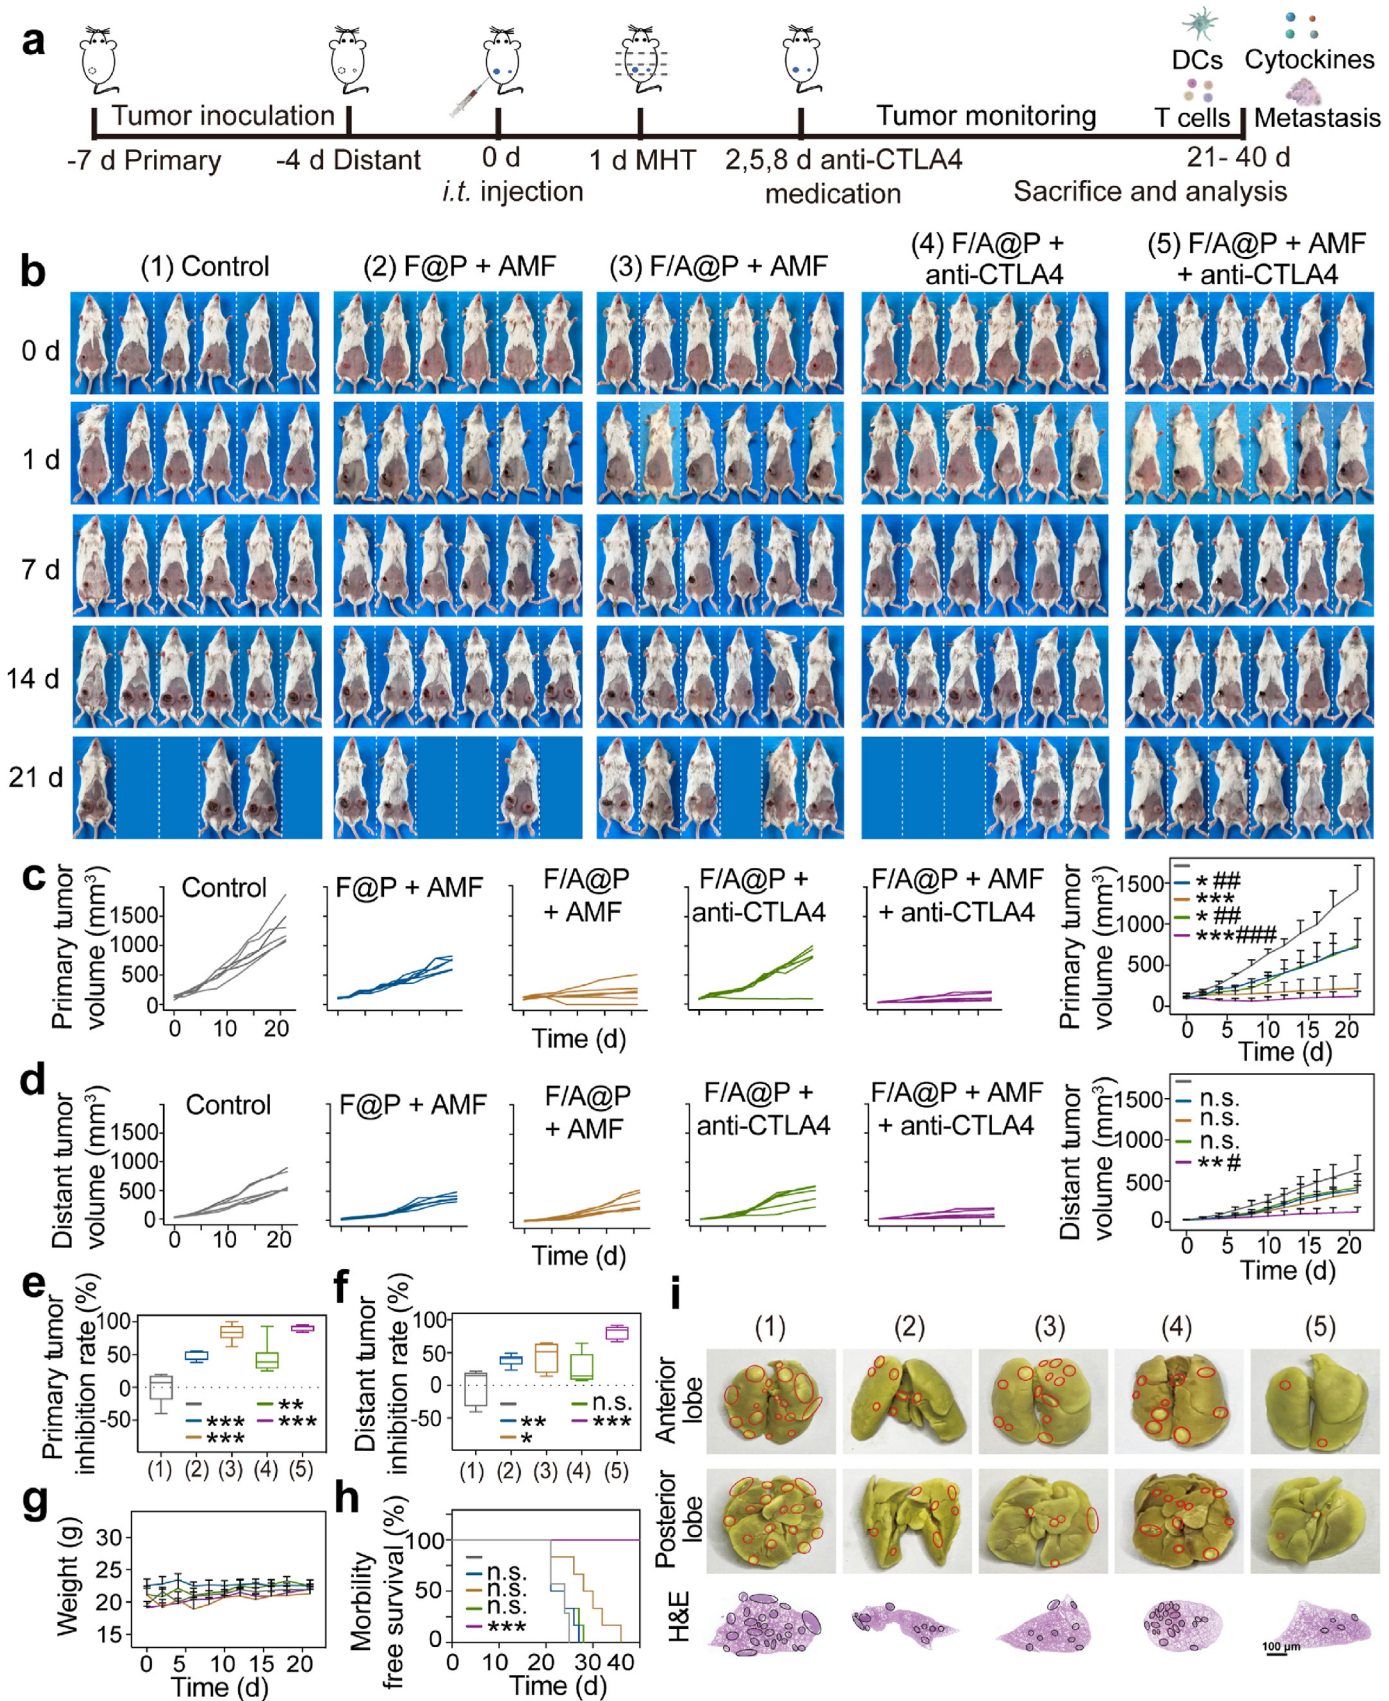 a
DCs Cytockines
Tumor inoculation
Tumor monitoring
T cells Metastasis
-7 d Primary
-4 d Distant
0 d
1 d MHT
2,5,8 d anti-CTLA4
21- 40 d
i.t. injection
medication
Sacrifice and analysis
b
(1) Control
(2) F@P + AMF
(3) F/A@P + AMF
(4) F/A@P +
anti-CTLA4
(5) F/A@P + AMF
+ anti-CTLA4
0 d
1 d
7 d
14 d
21 d
c
Primary tumor
volume (mm³)
1500
1000
500
0
0 10 20
Control
F@P + AMF
F/A@P
+ AMF
Time (d)
F/A@P +
anti-CTLA4
F/A@P + AMF
+ anti-CTLA4
Primary tumor
volume (mm³)
1500
1000
500
0
* ##
***
* ##
***###
0 5 10 15 20
Time (d)
d
Distant tumor
volume (mm³)
1500
1000
500
0
0 10 20
Control
F@P + AMF
F/A@P
+ AMF
Time (d)
F/A@P +
anti-CTLA4
F/A@P + AMF
+ anti-CTLA4
Distant tumor
volume (mm³)
1500
1000
500
0
n.s.
n.s.
n.s.
**#
0 5 10 15 20
Time (d)
e
Primary tumor
inhibition rate (%)
100
50
0
-50
***
***
**
***
(1) (2) (3) (4) (5)
f
Distant tumor
inibition rate (%)
100
50
0
-50
**
*
n.s.
***
(1) (2) (3) (4) (5)
g
Weight (g)
30
25
20
15
0 5 10 15 20
Time (d)
h
Morbility
free survival (%)
100
50
0
n.s.
n.s.
n.s.
***
0 10 20 30 40
Time (d)
i
(1) (2) (3) (4) (5)
Anterior
lobe
Posterior
lobe
H&E
100 μm